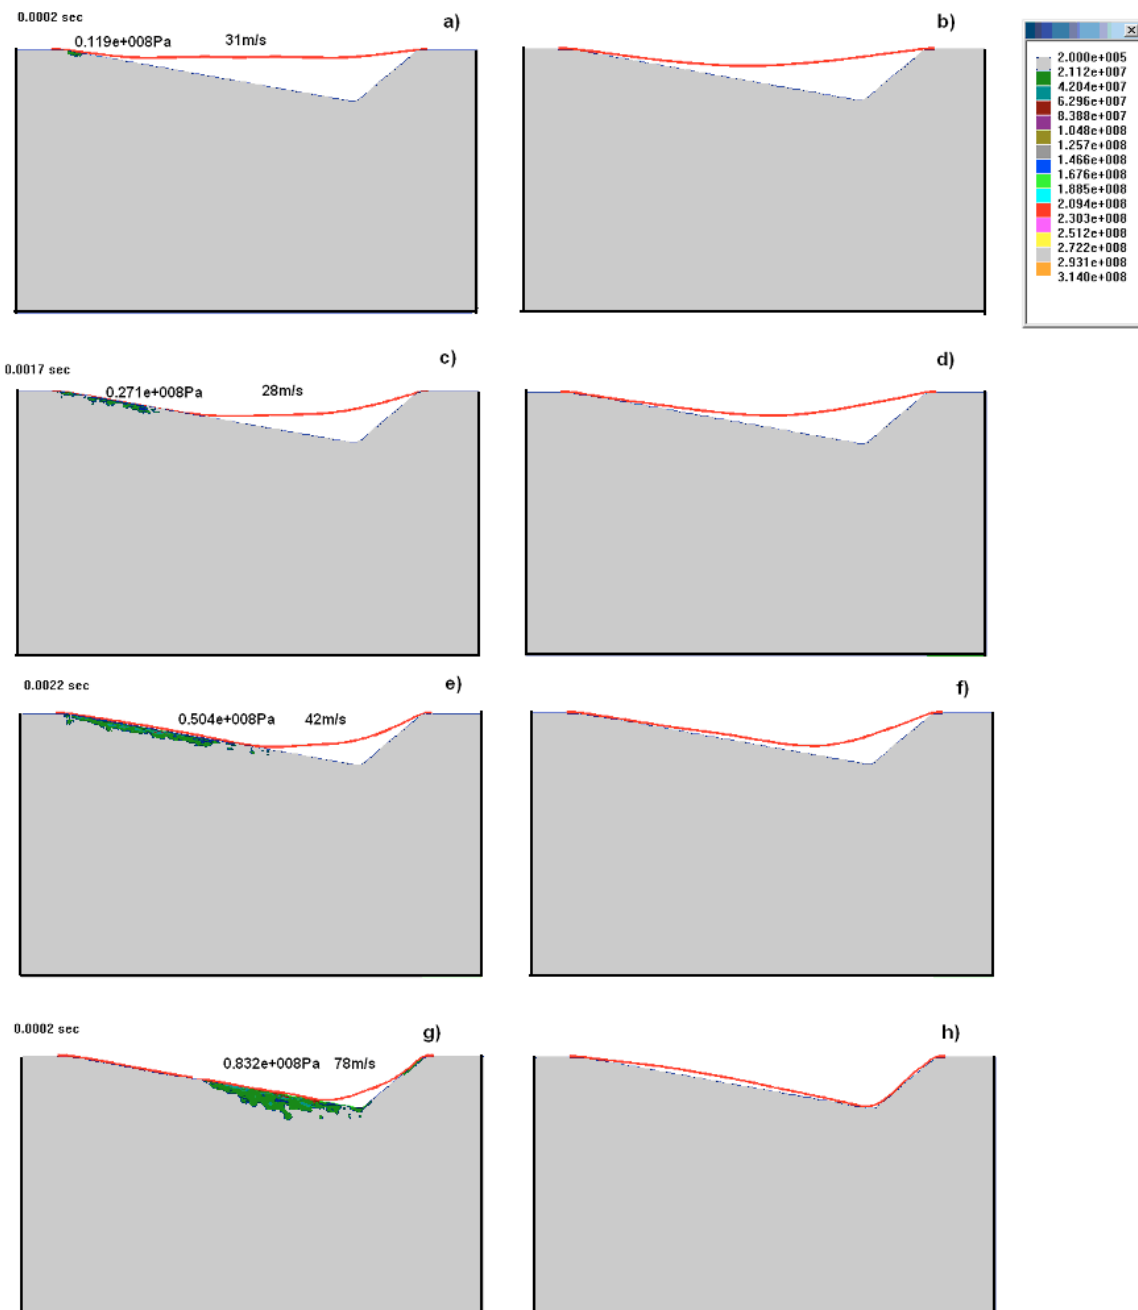 0.0002 sec
a)
b)
0.119e+008Pa 31m/s
2.000e+005
2.112e+007
4.204e+007
6.296e+007
8.388e+007
1.048e+008
1.257e+008
1.466e+008
1.676e+008
1.885e+008
2.094e+008
2.303e+008
2.512e+008
2.722e+008
2.931e+008
3.140e+008
0.0017 sec
c)
d)
0.271e+008Pa 28m/s
0.0022 sec
e)
f)
0.504e+008Pa 42m/s
0.0002 sec
g)
h)
0.832e+008Pa 78m/s